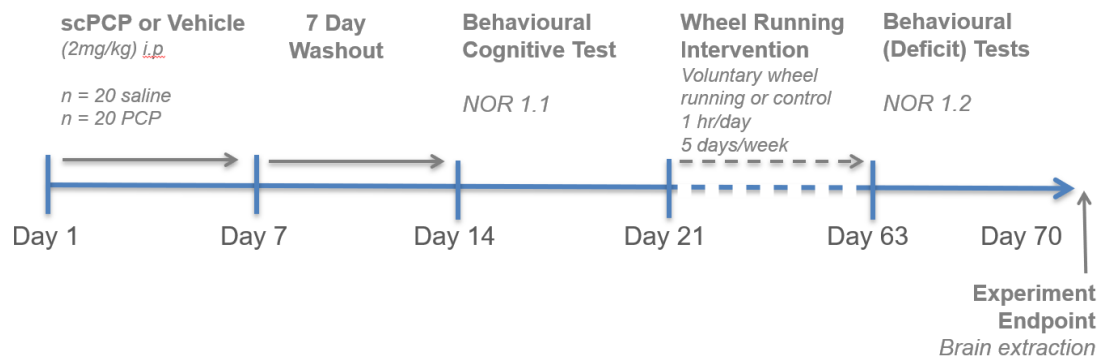 scPCP or Vehicle
(2mg/kg) i.p
n = 20 saline
n = 20 PCP
7 Day
Washout
Behavioural
Cognitive Test
NOR 1.1
Wheel Running
Intervention
Voluntary wheel
running or control
1 hr/day
5 days/week
Behavioural
(Deficit) Tests
NOR 1.2
Day 1
Day 7
Day 14
Day 21
Day 63
Day 70
Experiment
Endpoint
Brain extraction